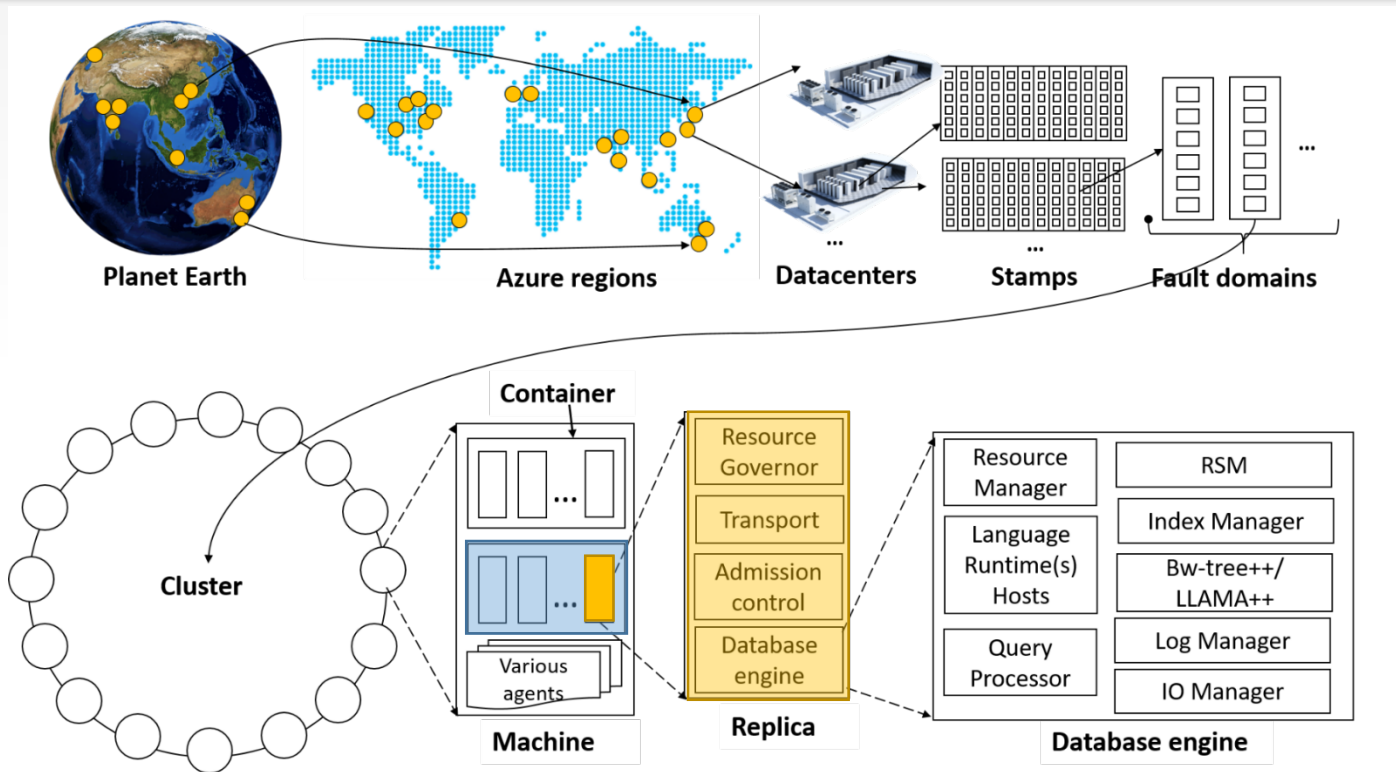 ...
...
...
Planet Earth
Azure regions
Datacenters
Stamps
Fault domains
Container
...
...
Various
agents
Cluster
Machine
Resource
Governor
Transport
Admission
control
Database
engine
Replica
Resource
Manager
Language
Runtime(s)
Hosts
Query
Processor
RSM
Index Manager
Bw-tree++/
LLAMA++
Log Manager
IO Manager
Database engine